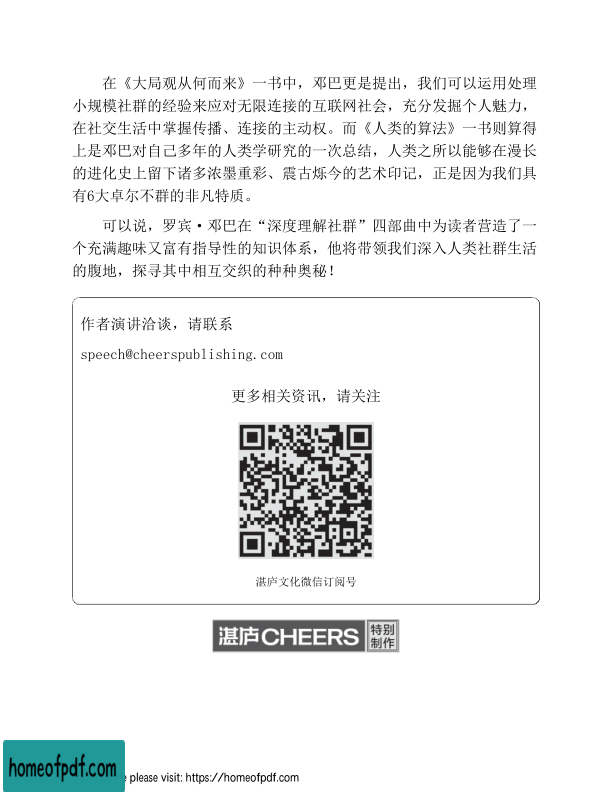 在《大局观从何而来》一书中，邓巴更是提出，我们可以运用处理
小规模社群的经验来应对无限连接的互联网社会，充分发掘个人魅力，
在社交生活中掌握传播、连接的主动权。而《人类的算法》一书则算得
上是邓巴对自己多年的人类学研究的一次总结，人类之所以能够在漫长
的进化史上留下诸多浓墨重彩、震古烁今的艺术印记，正是因为我们具
有6大卓尔不群的非凡特质。
可以说，罗宾·邓巴在“深度理解社群”四部曲中为读者营造了一
个充满趣味又富有指导性的知识体系，他将带领我们深入人类社群生活
的腹地，探寻其中相互交织的种种奥秘！
作者演讲洽谈，请联系
speech@cheerspublishing.com
更多相关资讯，请关注
湛庐文化微信订阅号
湛庐CHEERS 特别
制作
homeofpdf.com
e please visit: https://homeofpdf.com